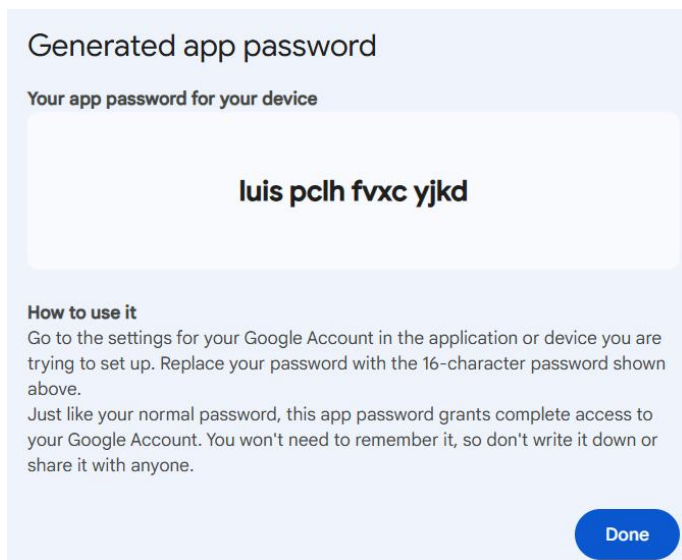 Generated app password
Your app password for your device
luis pclh fvxc yjkd
How to use it
Go to the settings for your Google Account in the application or device you are
trying to set up. Replace your password with the 16-character password shown
above.
Just like your normal password, this app password grants complete access to
your Google Account. You won't need to remember it, so don't write it down or
share it with anyone.
Done